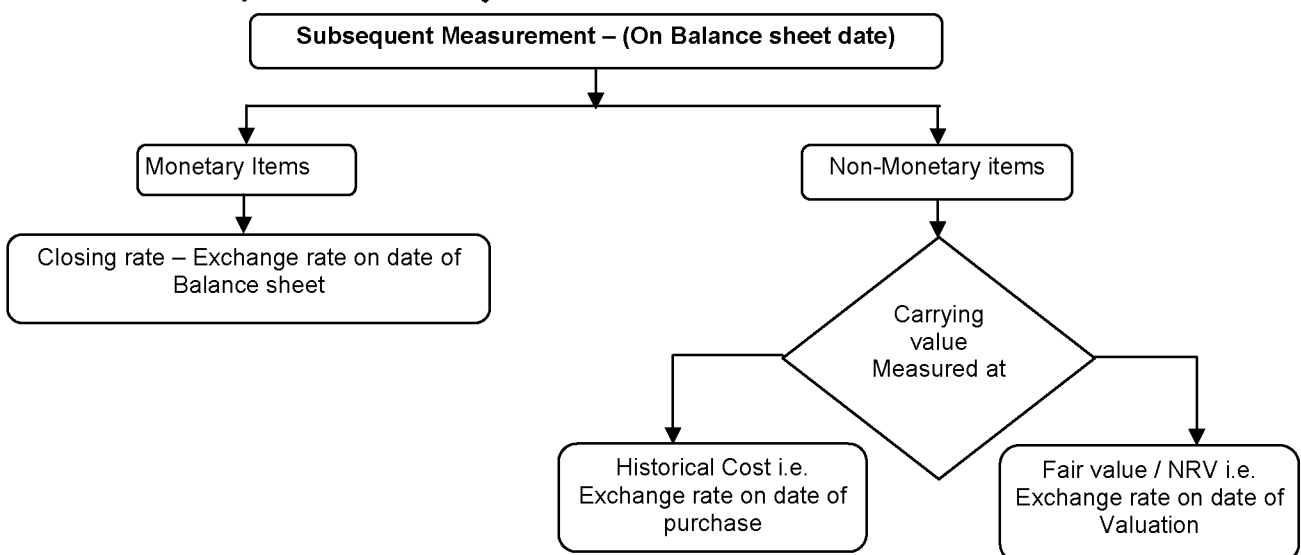 Subsequent Measurement – (On Balance sheet date)
Monetary Items
Non-Monetary items
Closing rate – Exchange rate on date of
Balance sheet
Carrying
value
Measured at
Historical Cost i.e.
Exchange rate on date of
purchase
Fair value / NRV i.e.
Exchange rate on date of
Valuation